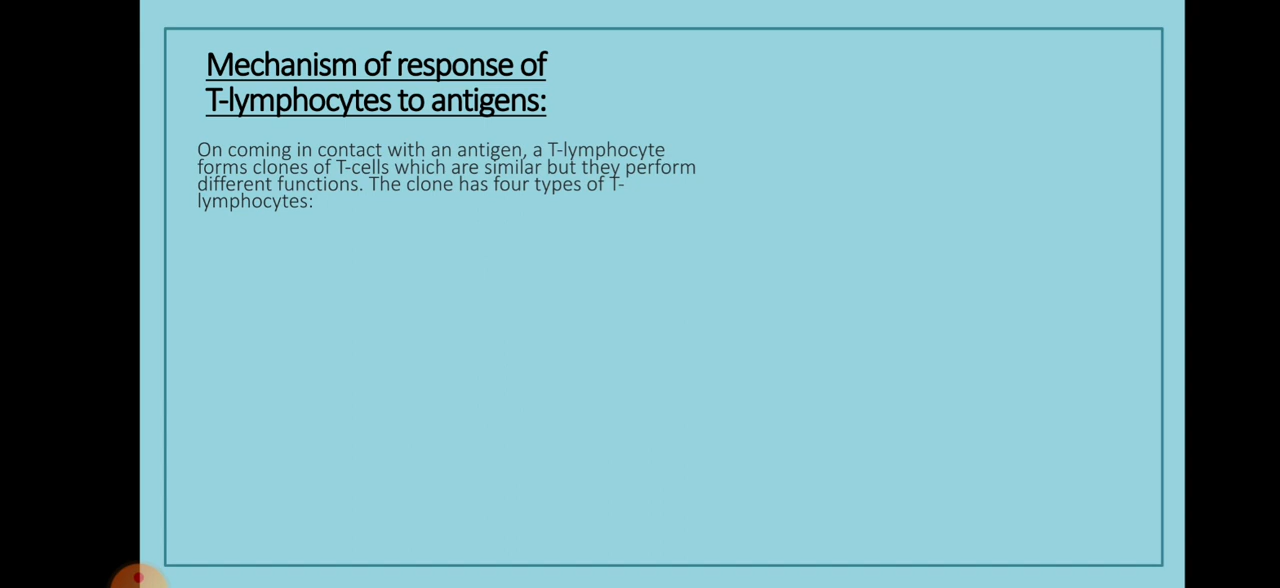 Mechanism of response of
T-lymphocytes to antigens:
On coming in contact with an antigen, a T-lymphocyte
forms clones of T-cells which are similar but they perform
different functions. The clone has four types of T-
lymphocytes: